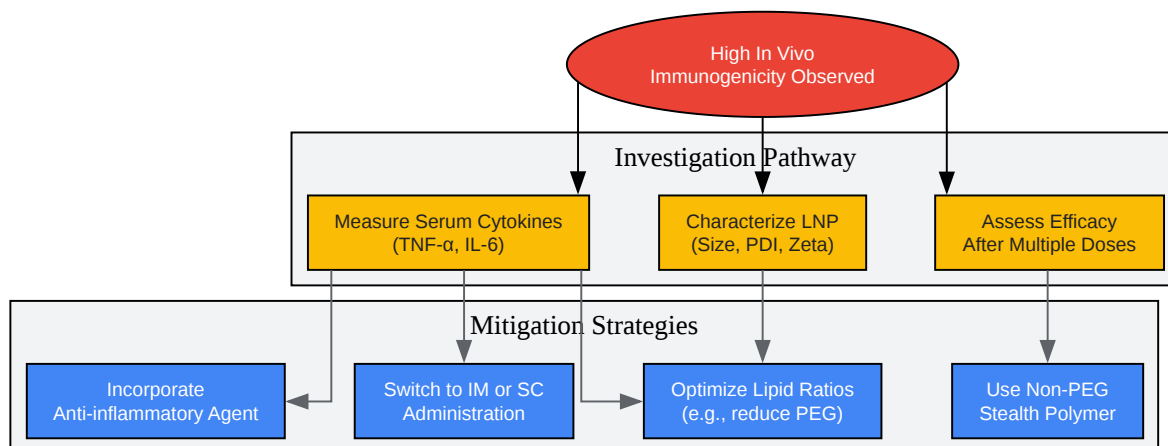 High In Vivo
Immunogenicity Observed
Investigation Pathway
Measure Serum Cytokines
(TNF-α, IL-6)
Characterize LNP
(Size, PDI, Zeta)
Assess Efficacy
After Multiple Doses
Mitigation Strategies
Incorporate
Anti-inflammatory Agent
Switch to IM or SC
Administration
Optimize Lipid Ratios
(e.g., reduce PEG)
Use Non-PEG
Stealth Polymer